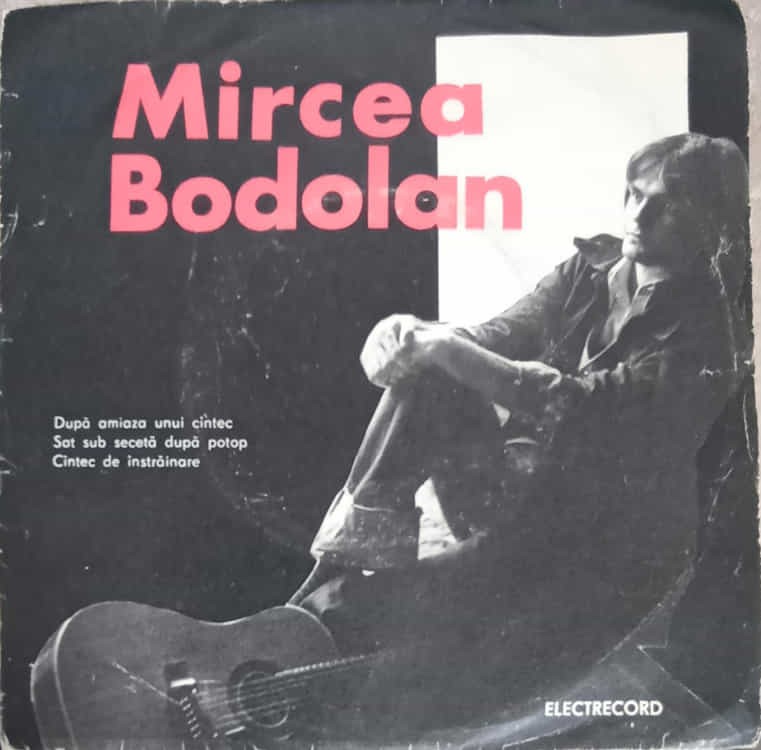 Mircea
Bodolan
După amiaza unui cîntec
Sat sub secetă după potop
Cîntec de înstrăinare
ELECTRECORD